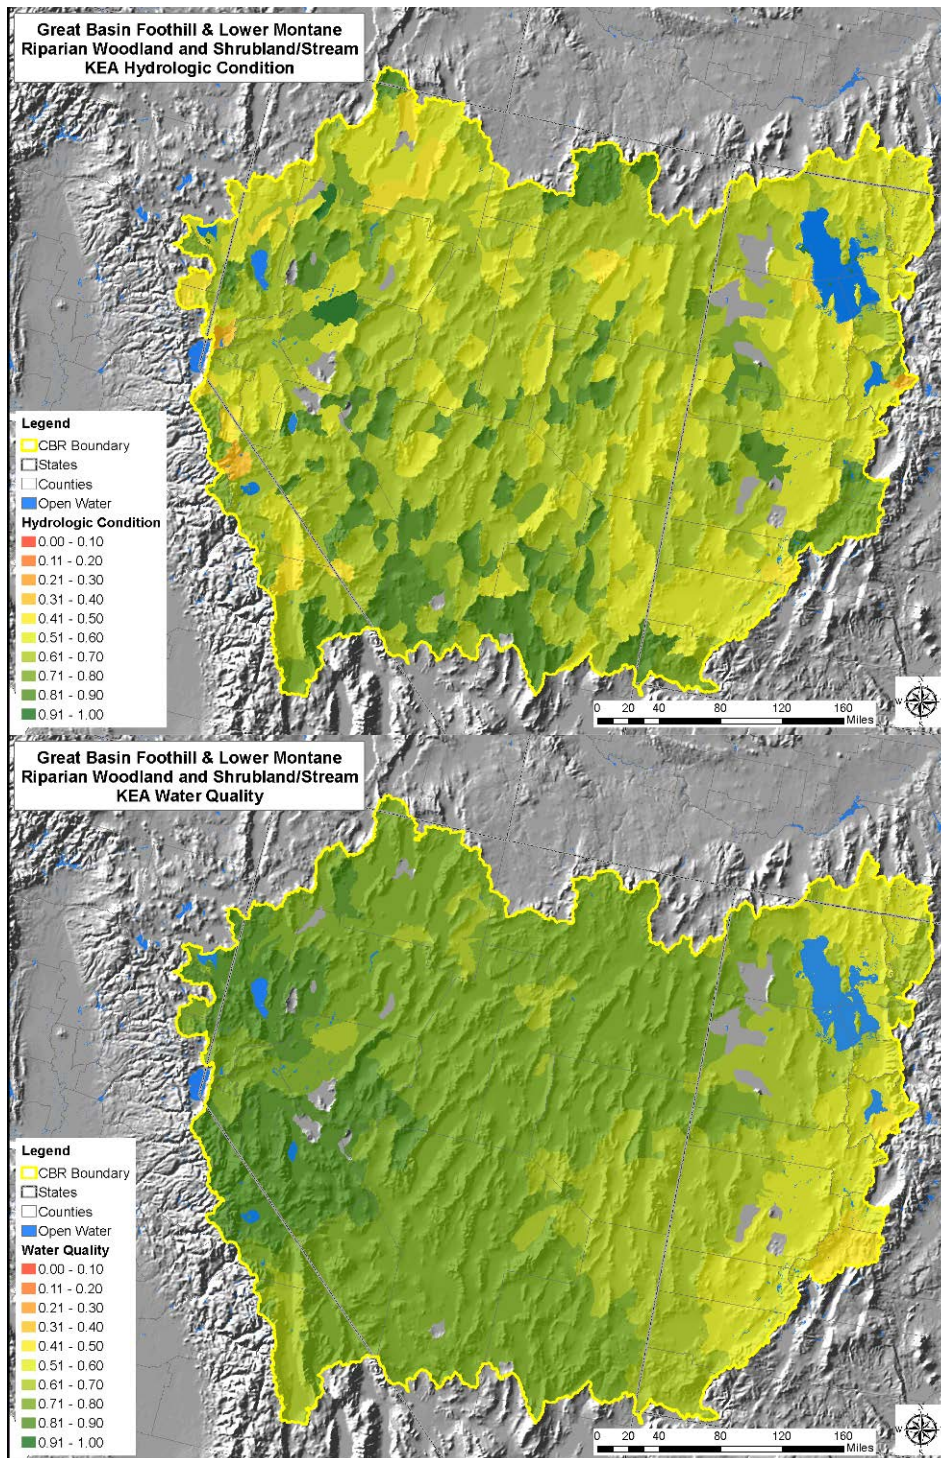 Great Basin Foothill & Lower Montane
Riparian Woodland and Shrubland/Stream
KEA Hydrologic Condition
Legend
CBR Boundary
States
Counties
Open Water
Hydrologic Condition
0.00 - 0.10
0.11 - 0.20
0.21 - 0.30
0.31 - 0.40
0.41 - 0.50
0.51 - 0.60
0.61 - 0.70
0.71 - 0.80
0.81 - 0.90
0.91 - 1.00
0 20 40 80 120 160
Miles
Great Basin Foothill & Lower Montane
Riparian Woodland and Shrubland/Stream
KEA Water Quality
Legend
CBR Boundary
States
Counties
Open Water
Water Quality
0.00 - 0.10
0.11 - 0.20
0.21 - 0.30
0.31 - 0.40
0.41 - 0.50
0.51 - 0.60
0.61 - 0.70
0.71 - 0.80
0.81 - 0.90
0.91 - 1.00
0 20 40 80 120 160
Miles